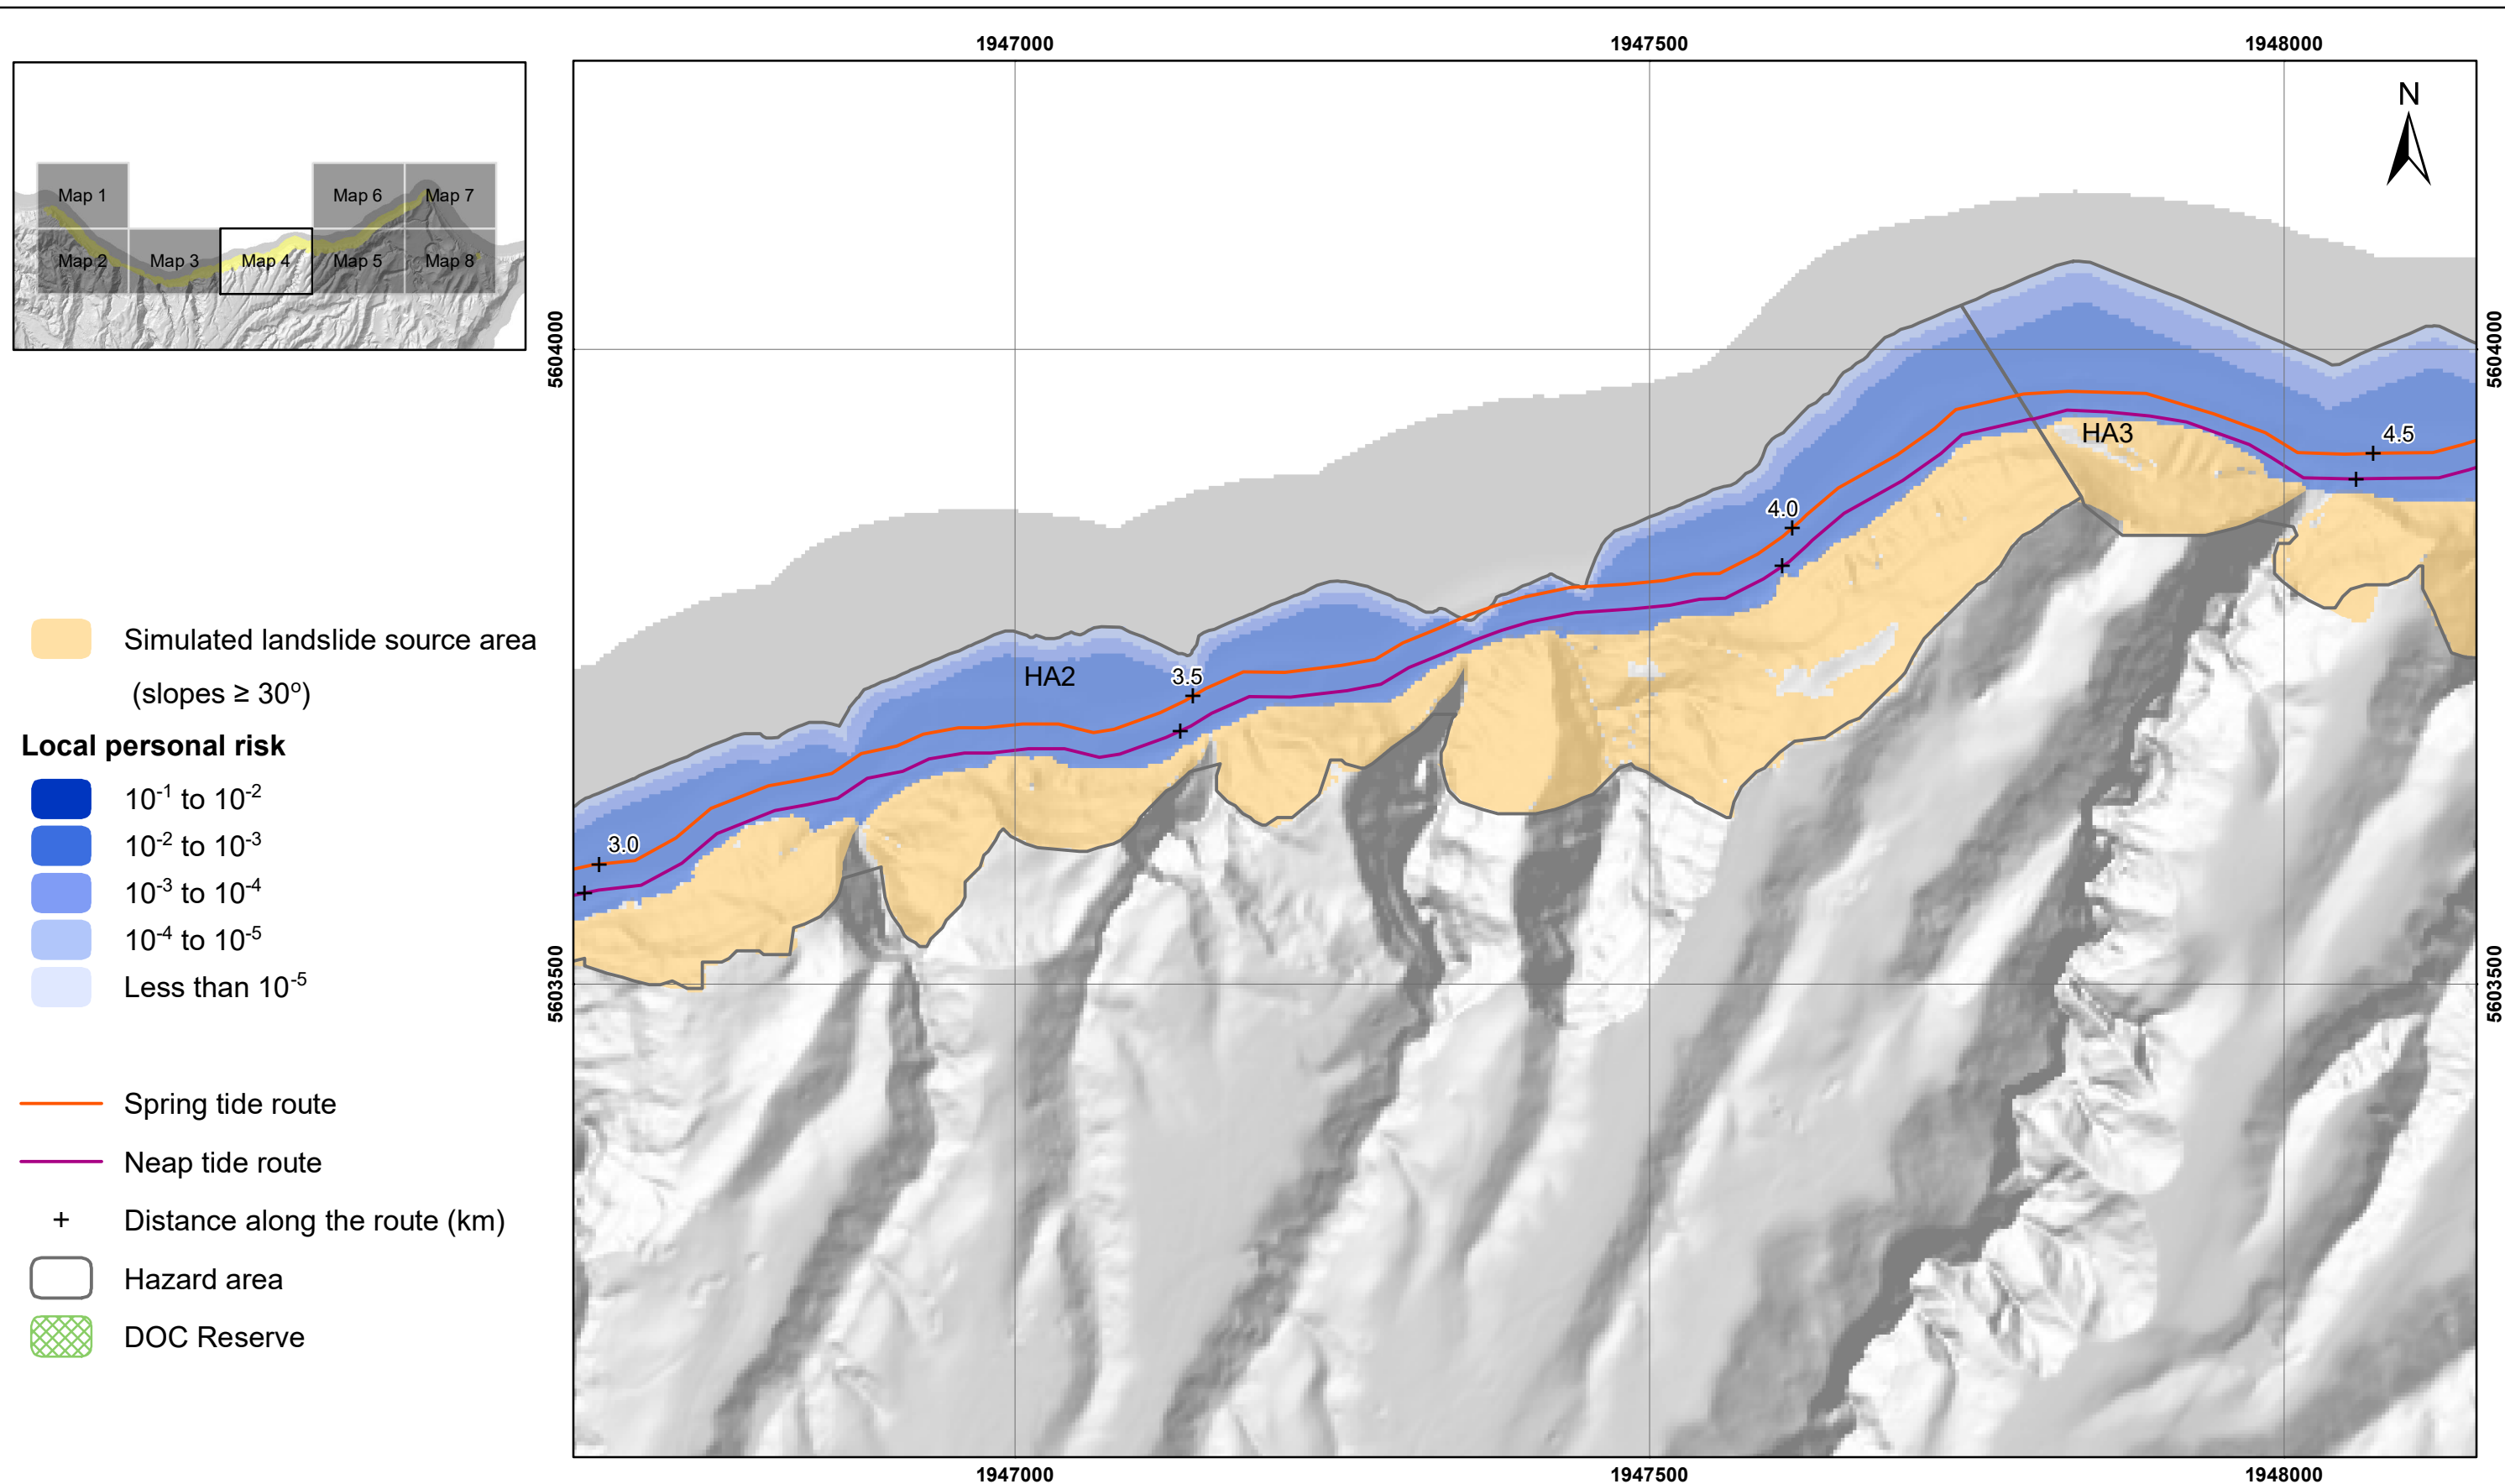 1947000
1947500
1948000
N
Map 1
Map 6
Map 7
Map 2
Map 3
Map 4
Map 5
Map 8
5604000
5604000
HA3
4.5
4.0
HA2
3.5
3.0
5603500
5603500
Simulated landslide source area
(slopes ≥ 30º)
Local personal risk
10⁻¹ to 10⁻²
10⁻² to 10⁻³
10⁻³ to 10⁻⁴
10⁻⁴ to 10⁻⁵
Less than 10⁻⁵
Spring tide route
Neap tide route
Distance along the route (km)
Hazard area
DOC Reserve
1947000
1947500
1948000